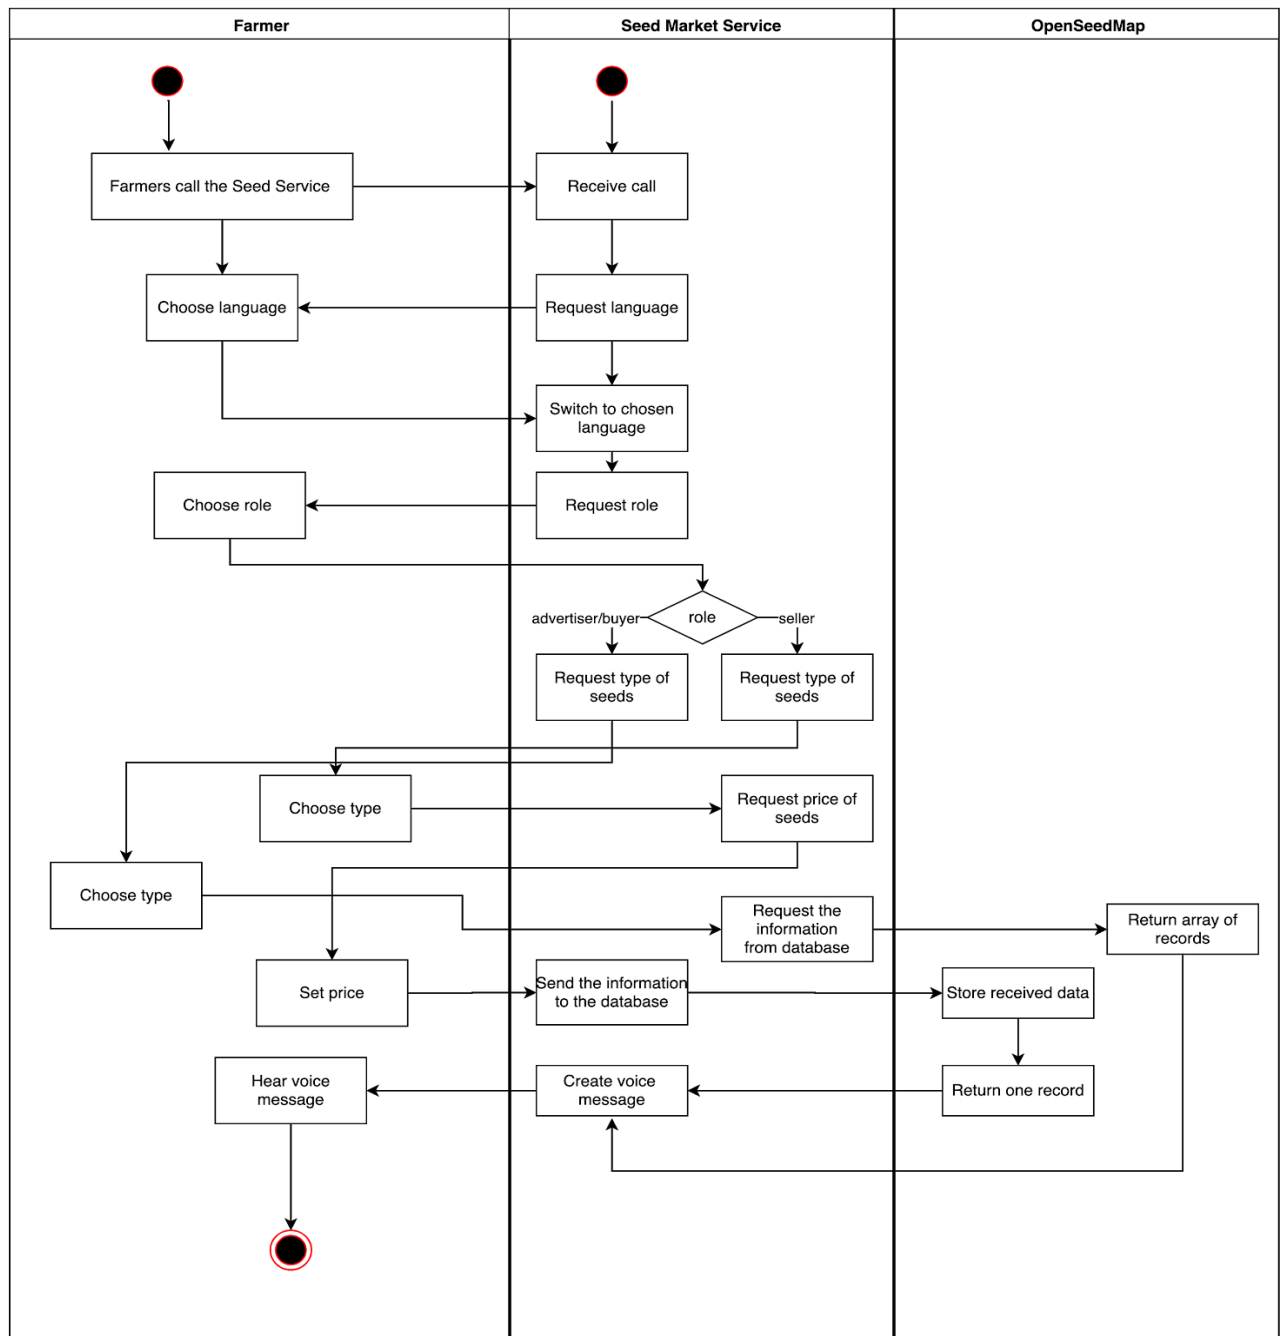 Farmer
Seed Market Service
OpenSeedMap
Farmers call the Seed Service
Receive call
Choose language
Request language
Switch to chosen
language
Choose role
Request role
advertiser/buyer
role
seller
Request type of
seeds
Request type of
seeds
Choose type
Request price of
seeds
Choose type
Request the
information
from database
Return array of
records
Set price
Send the information
to the database
Store received data
Hear voice
message
Create voice
message
Return one record